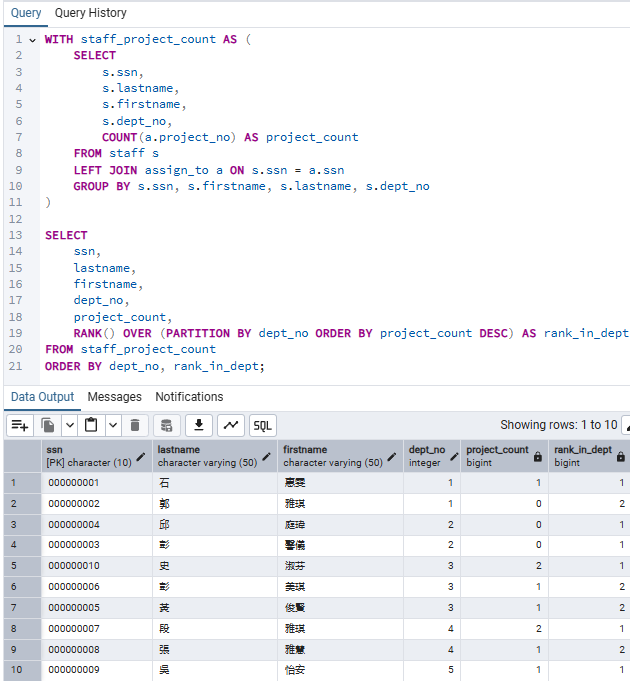 Query Query History
1 WITH staff_project_count AS (
2 SELECT
3 s.ssn,
4 s.lastname,
5 s.firstname,
6 s.dept_no,
7 COUNT(a.project_no) AS project_count
8 FROM staff s
9 LEFT JOIN assign_to a ON s.ssn = a.ssn
10 GROUP BY s.ssn, s.firstname, s.lastname, s.dept_no
11 )
12
13 SELECT
14 ssn,
15 lastname,
16 firstname,
17 dept_no,
18 project_count,
19 RANK() OVER (PARTITION BY dept_no ORDER BY project_count DESC) AS rank_in_dept
20 FROM staff_project_count
21 ORDER BY dept_no, rank_in_dept;
Data Output Messages Notifications
SQL Showing rows: 1 to 10
ssn lastname firstname dept_no project_count rank_in_dept
[PK] character (10) character varying (50) character varying (50) integer bigint bigint
1 000000001 石 惠雯 1 1 1
2 000000002 郭 雅琪 1 0 2
3 000000004 邱 庭瑋 2 0 1
4 000000003 彭 馨儀 2 0 1
5 000000010 史 淑芬 3 2 1
6 000000006 彭 美琪 3 1 2
7 000000005 黃 俊賢 3 1 2
8 000000007 段 雅琪 4 2 1
9 000000008 張 雅慧 4 1 2
10 000000009 吳 怡安 5 1 1